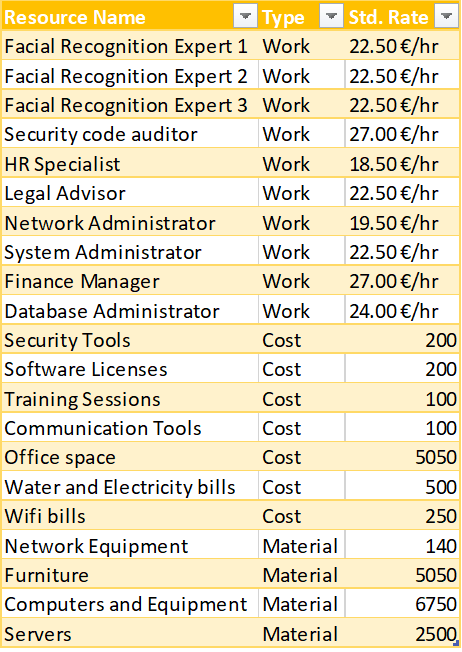 Resource Name Type Std. Rate
Facial Recognition Expert 1 Work 22.50 €/hr
Facial Recognition Expert 2 Work 22.50 €/hr
Facial Recognition Expert 3 Work 22.50 €/hr
Security code auditor Work 27.00 €/hr
HR Specialist Work 18.50 €/hr
Legal Advisor Work 22.50 €/hr
Network Administrator Work 19.50 €/hr
System Administrator Work 22.50 €/hr
Finance Manager Work 27.00 €/hr
Database Administrator Work 24.00 €/hr
Security Tools Cost 200
Software Licenses Cost 200
Training Sessions Cost 100
Communication Tools Cost 100
Office space Cost 5050
Water and Electricity bills Cost 500
Wifi bills Cost 250
Network Equipment Material 140
Furniture Material 5050
Computers and Equipment Material 6750
Servers Material 2500